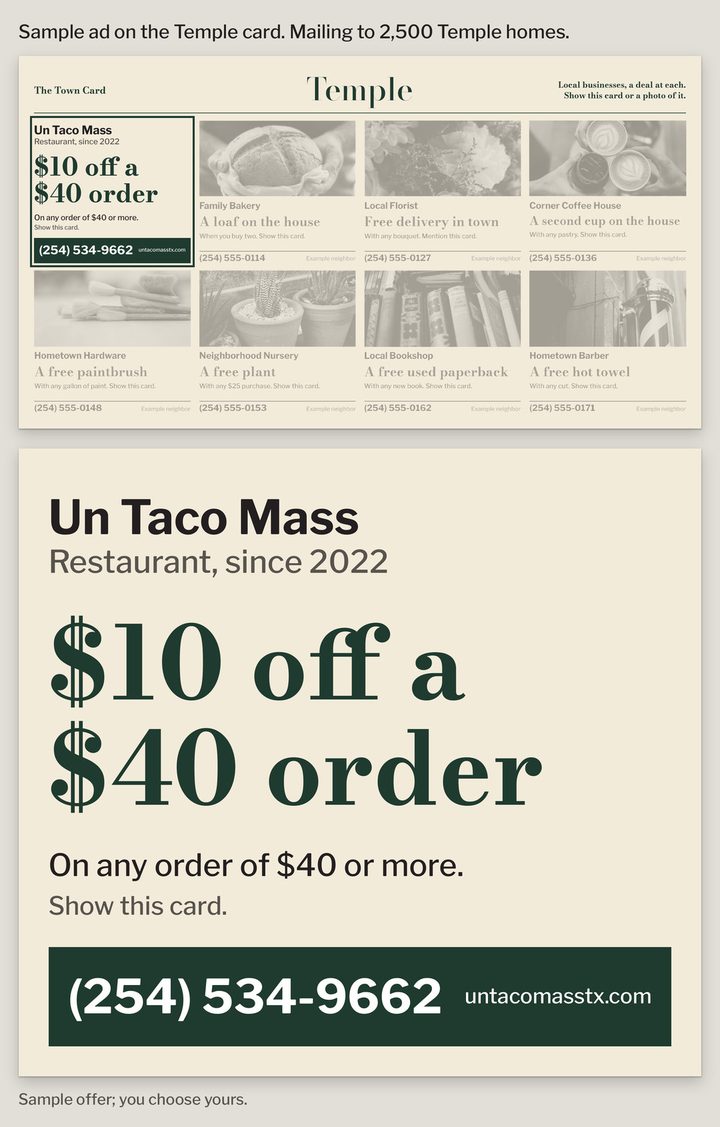 Sample ad on the Temple card. Mailing to 2,500 Temple homes.
The Town Card
Temple
Local businesses, a deal at each.
Show this card or a photo of it.
Un Taco Mass
Restaurant, since 2022
$10 off a
$40 order
On any order of $40 or more.
Show this card.
(254) 534-9662 untacomasstx.com
Family Bakery
A loaf on the house
When you buy two. Show this card.
(254) 555-0114 Example neighbor
Local Florist
Free delivery in town
With any bouquet. Mention this card.
(254) 555-0127 Example neighbor
Corner Coffee House
A second cup on the house
With any pastry. Show this card.
(254) 555-0136 Example neighbor
Hometown Hardware
A free paintbrush
With any gallon of paint. Show this card.
(254) 555-0148 Example neighbor
Neighborhood Nursery
A free plant
With any $25 purchase. Show this card.
(254) 555-0153 Example neighbor
Local Bookshop
A free used paperback
With any new book. Show this card.
(254) 555-0162 Example neighbor
Hometown Barber
A free hot towel
With any cut. Show this card.
(254) 555-0171 Example neighbor
Un Taco Mass
Restaurant, since 2022
$10 off a
$40 order
On any order of $40 or more.
Show this card.
(254) 534-9662 untacomasstx.com
Sample offer; you choose yours.